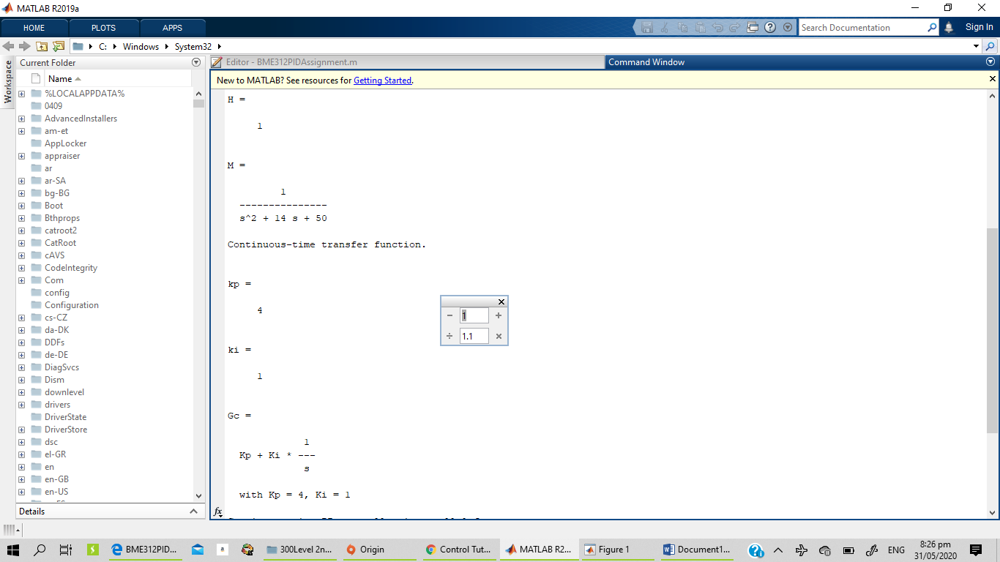 MATLAB R2019a
HOME
PLOTS
APPS
Search Documentation
Sign In
C:
Windows
System32
Workspace
Current Folder
Name
%LOCALAPPDATA%
0409
AdvancedInstallers
am-et
AppLocker
appraiser
ar
ar-SA
bg-BG
Boot
Bthprops
catroot2
CatRoot
cAVS
CodeIntegrity
Com
config
Configuration
cs-CZ
da-DK
DDFs
de-DE
DiagSvcs
Dism
downlevel
drivers
DriverState
DriverStore
dsc
el-GR
en
en-GB
en-US
Details
Editor - BME312PIDAssignment.m
Command Window
New to MATLAB? See resources for Getting Started.
H =
1
M =
1
---------------
s^2 + 14 s + 50
Continuous-time transfer function.
kp =
4
ki =
1
Gc =
1
Kp + Ki * ---
s
with Kp = 4, Ki = 1
fx
- 1 +
÷ 1.1 ×
BME312PID...
a
300Level 2n...
Origin
Control Tut...
MATLAB R2...
Figure 1
Document1...
ENG
8:26 pm
31/05/2020